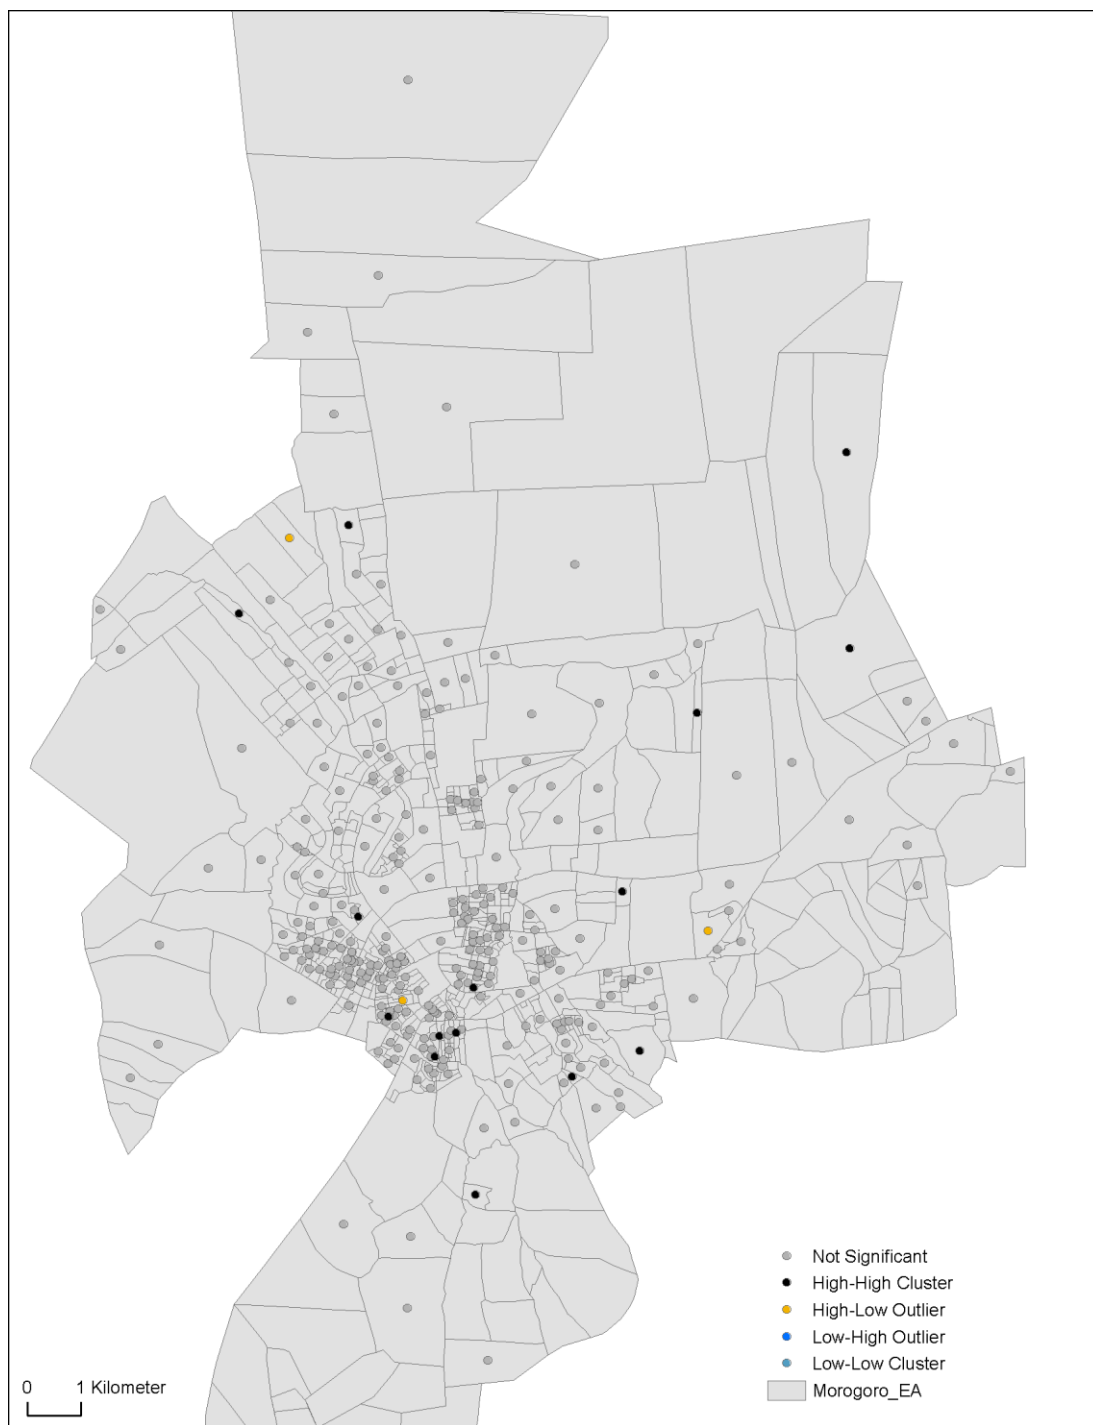 Not Significant
High-High Cluster
High-Low Outlier
Low-High Outlier
Low-Low Cluster
Morogoro_EA
0 1 Kilometer